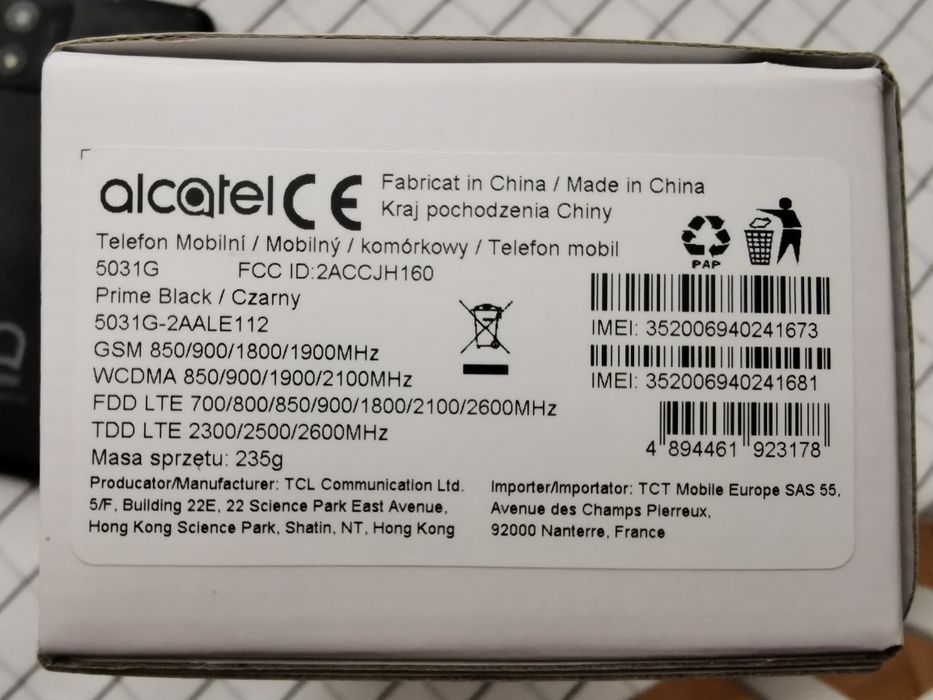 alcatel CE
Fabricat in China / Made in China
Kraj pochodzenia Chiny
Telefon Mobilní / Mobilný / komórkowy / Telefon mobil
5031G FCC ID:2ACCJH160
Prime Black / Czarny
5031G-2AALE112
GSM 850/900/1800/1900MHz
WCDMA 850/900/1900/2100MHz
FDD LTE 700/800/850/900/1800/2100/2600MHz
TDD LTE 2300/2500/2600MHz
Masa sprzętu: 235g
PAP
IMEI: 352006940241673
IMEI: 352006940241681
4 894461 923178
Producator/Manufacturer: TCL Communication Ltd.
5/F, Building 22E, 22 Science Park East Avenue,
Hong Kong Science Park, Shatin, NT, Hong Kong
Importer/Importator: TCT Mobile Europe SAS 55,
Avenue des Champs Pierreux,
92000 Nanterre, France